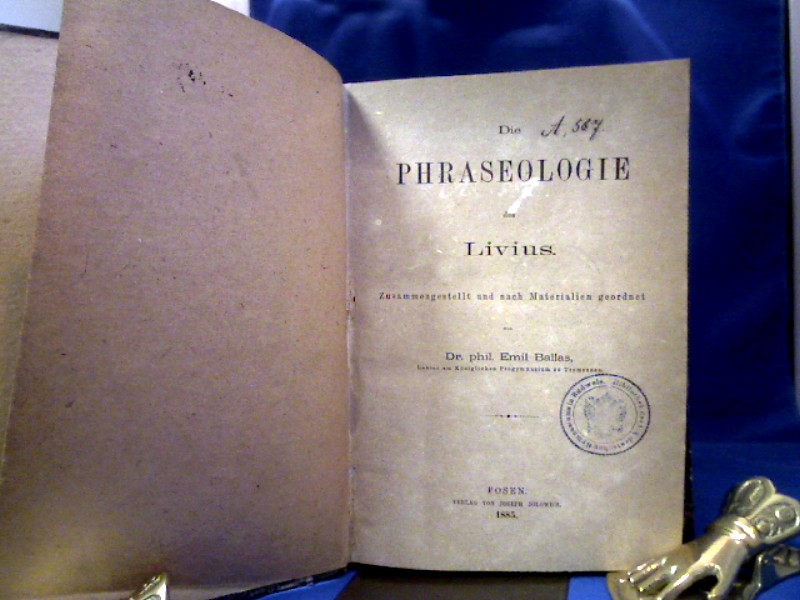 Die A, 567
PHRASEOLOGIE
des
Livius.
Zusammengestellt und nach Materialien geordnet
von
Dr. phil. Emil Ballas,
Lehrer am Königlichen Progymnasium zu Tremessen.
POSEN.
VERLAG VON JOSEPH JOLOWICZ.
1885.